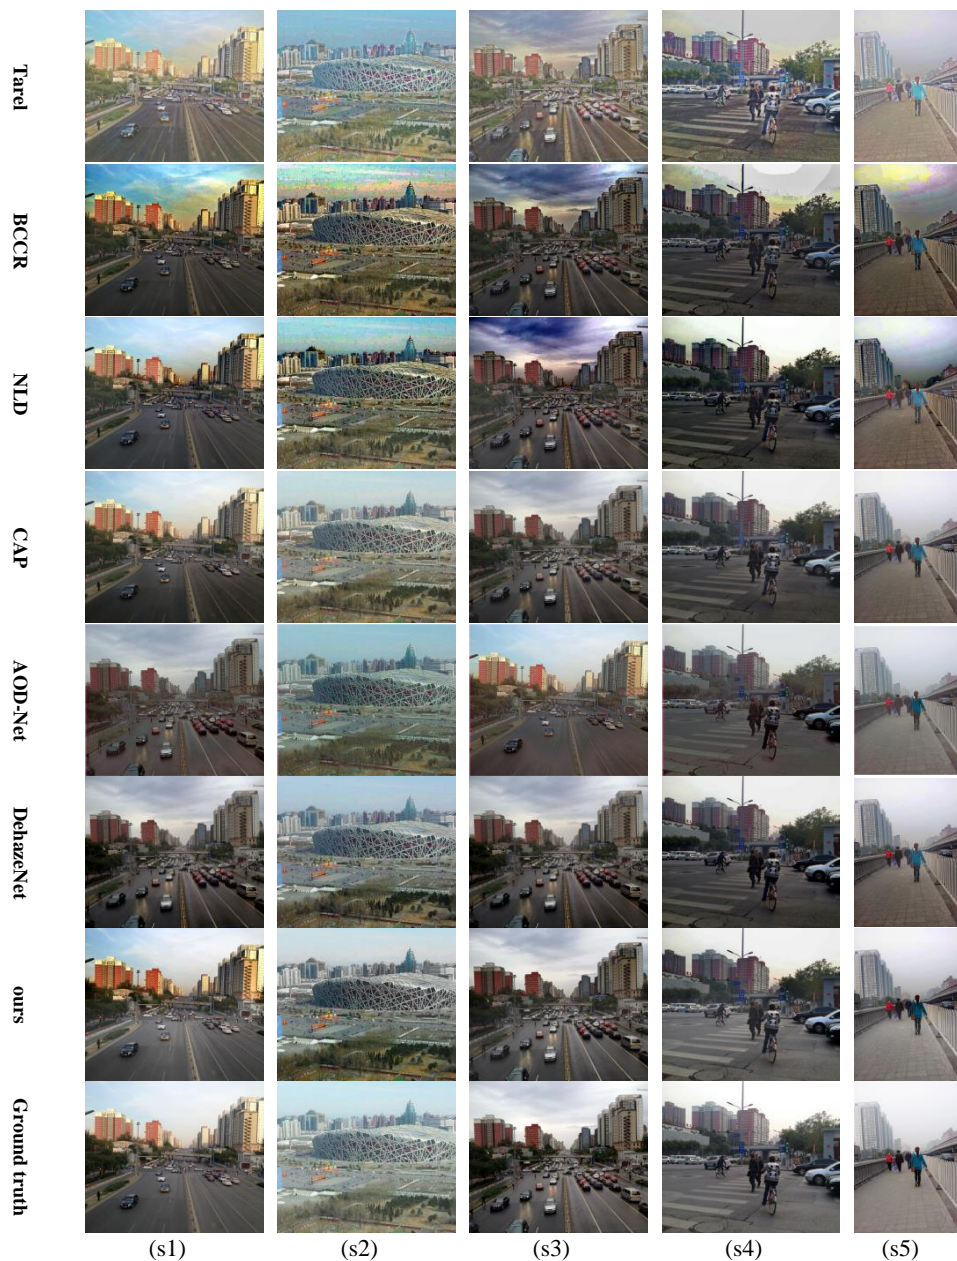 Tarel
BCCR
NLD
CAP
AOD-Net
DehazeNet
ours
Ground truth
(s1)
(s2)
(s3)
(s4)
(s5)